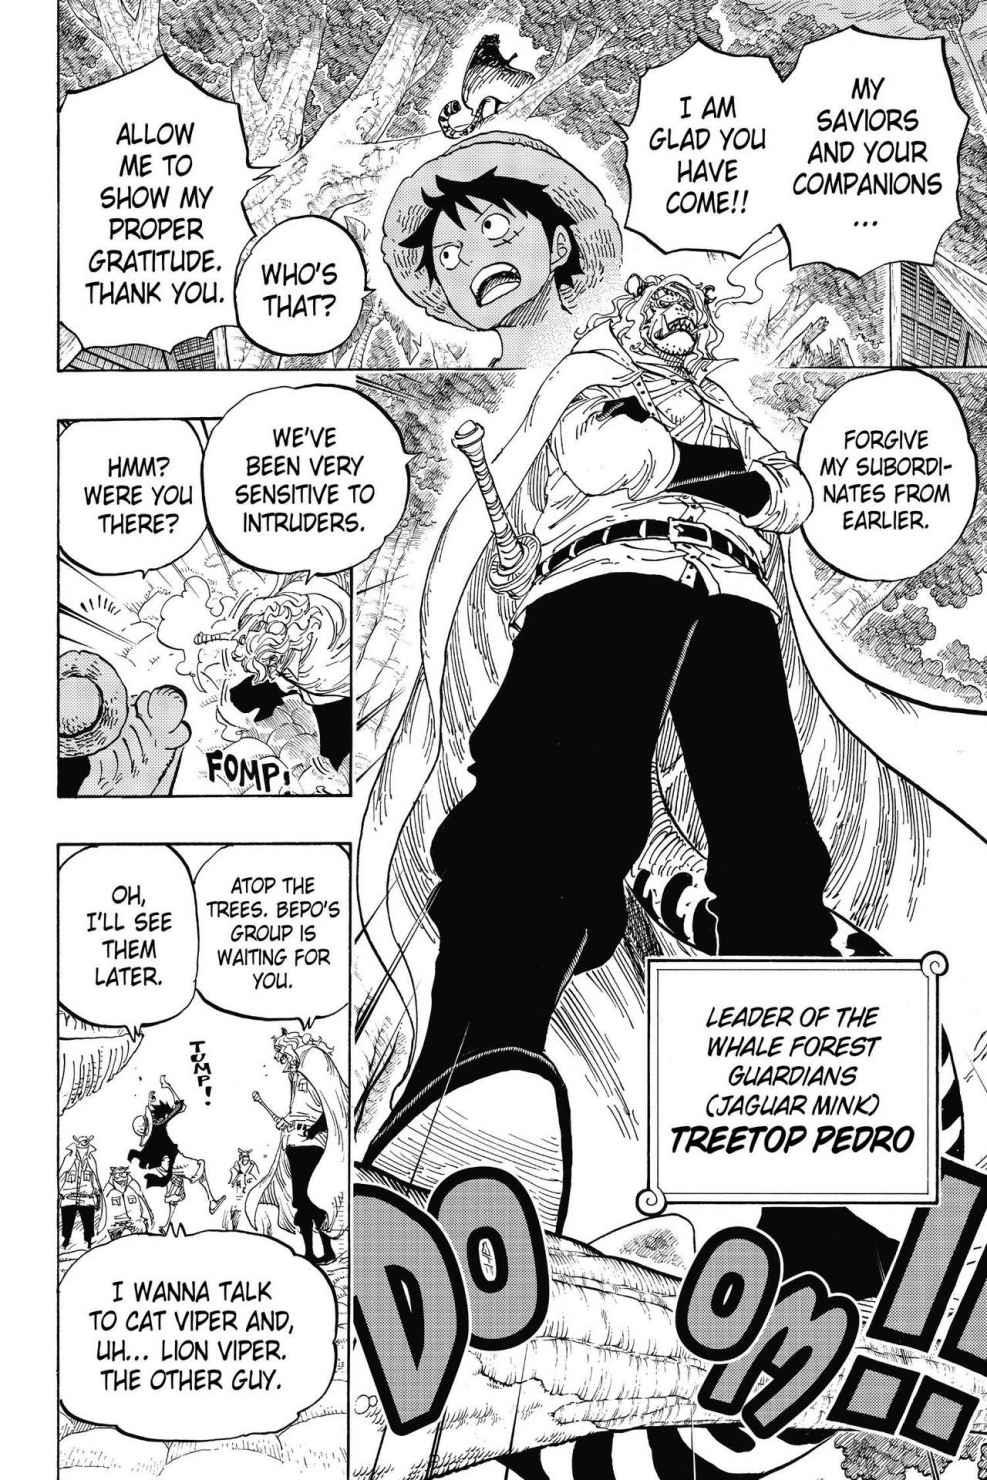 MY
SAVIORS
AND YOUR
COMPANIONS
...
I AM
GLAD YOU
HAVE
COME!!
WHO'S
THAT?
ALLOW
ME TO
SHOW MY
PROPER
GRATITUDE.
THANK YOU.
FORGIVE
MY SUBORDI-
NATES FROM
EARLIER.
LEADER OF THE
WHALE FOREST
GUARDIANS
(JAGUAR MINK)
TREETOP PEDRO
DOOM!!
WE'VE
BEEN VERY
SENSITIVE TO
INTRUDERS.
HMM?
WERE YOU
THERE?
FOMP!
ATOP THE
TREES. BEPO'S
GROUP IS
WAITING FOR
YOU.
OH,
I'LL SEE
THEM
LATER.
TUMP!
I WANNA TALK
TO CAT VIPER AND,
UH... LION VIPER.
THE OTHER GUY.